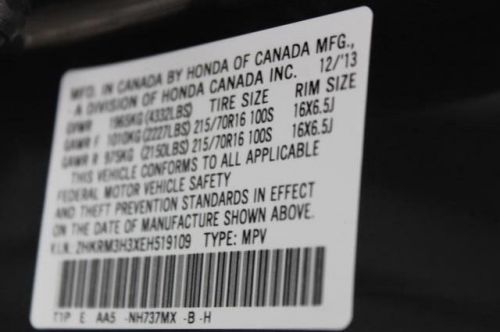 MFD. IN CANADA BY HONDA OF CANADA MFG.,
- A DIVISION OF HONDA CANADA INC. 12/'13
GVWR 1965KG (4332LBS) TIRE SIZE RIM SIZE
GAWR F 1010KG (2227LBS) 215/70R16 100S 16X6.5J
GAWR R 975KG (2150LBS) 215/70R16 100S 16X6.5J
THIS VEHICLE CONFORMS TO ALL APPLICABLE
FEDERAL MOTOR VEHICLE SAFETY
AND THEFT PREVENTION STANDARDS IN EFFECT
ON THE DATE OF MANUFACTURE SHOWN ABOVE.
V.I.N.: 2HKRM3H3XEH519109 TYPE: MPV
T1P E AA5 -NH737MX -B -H